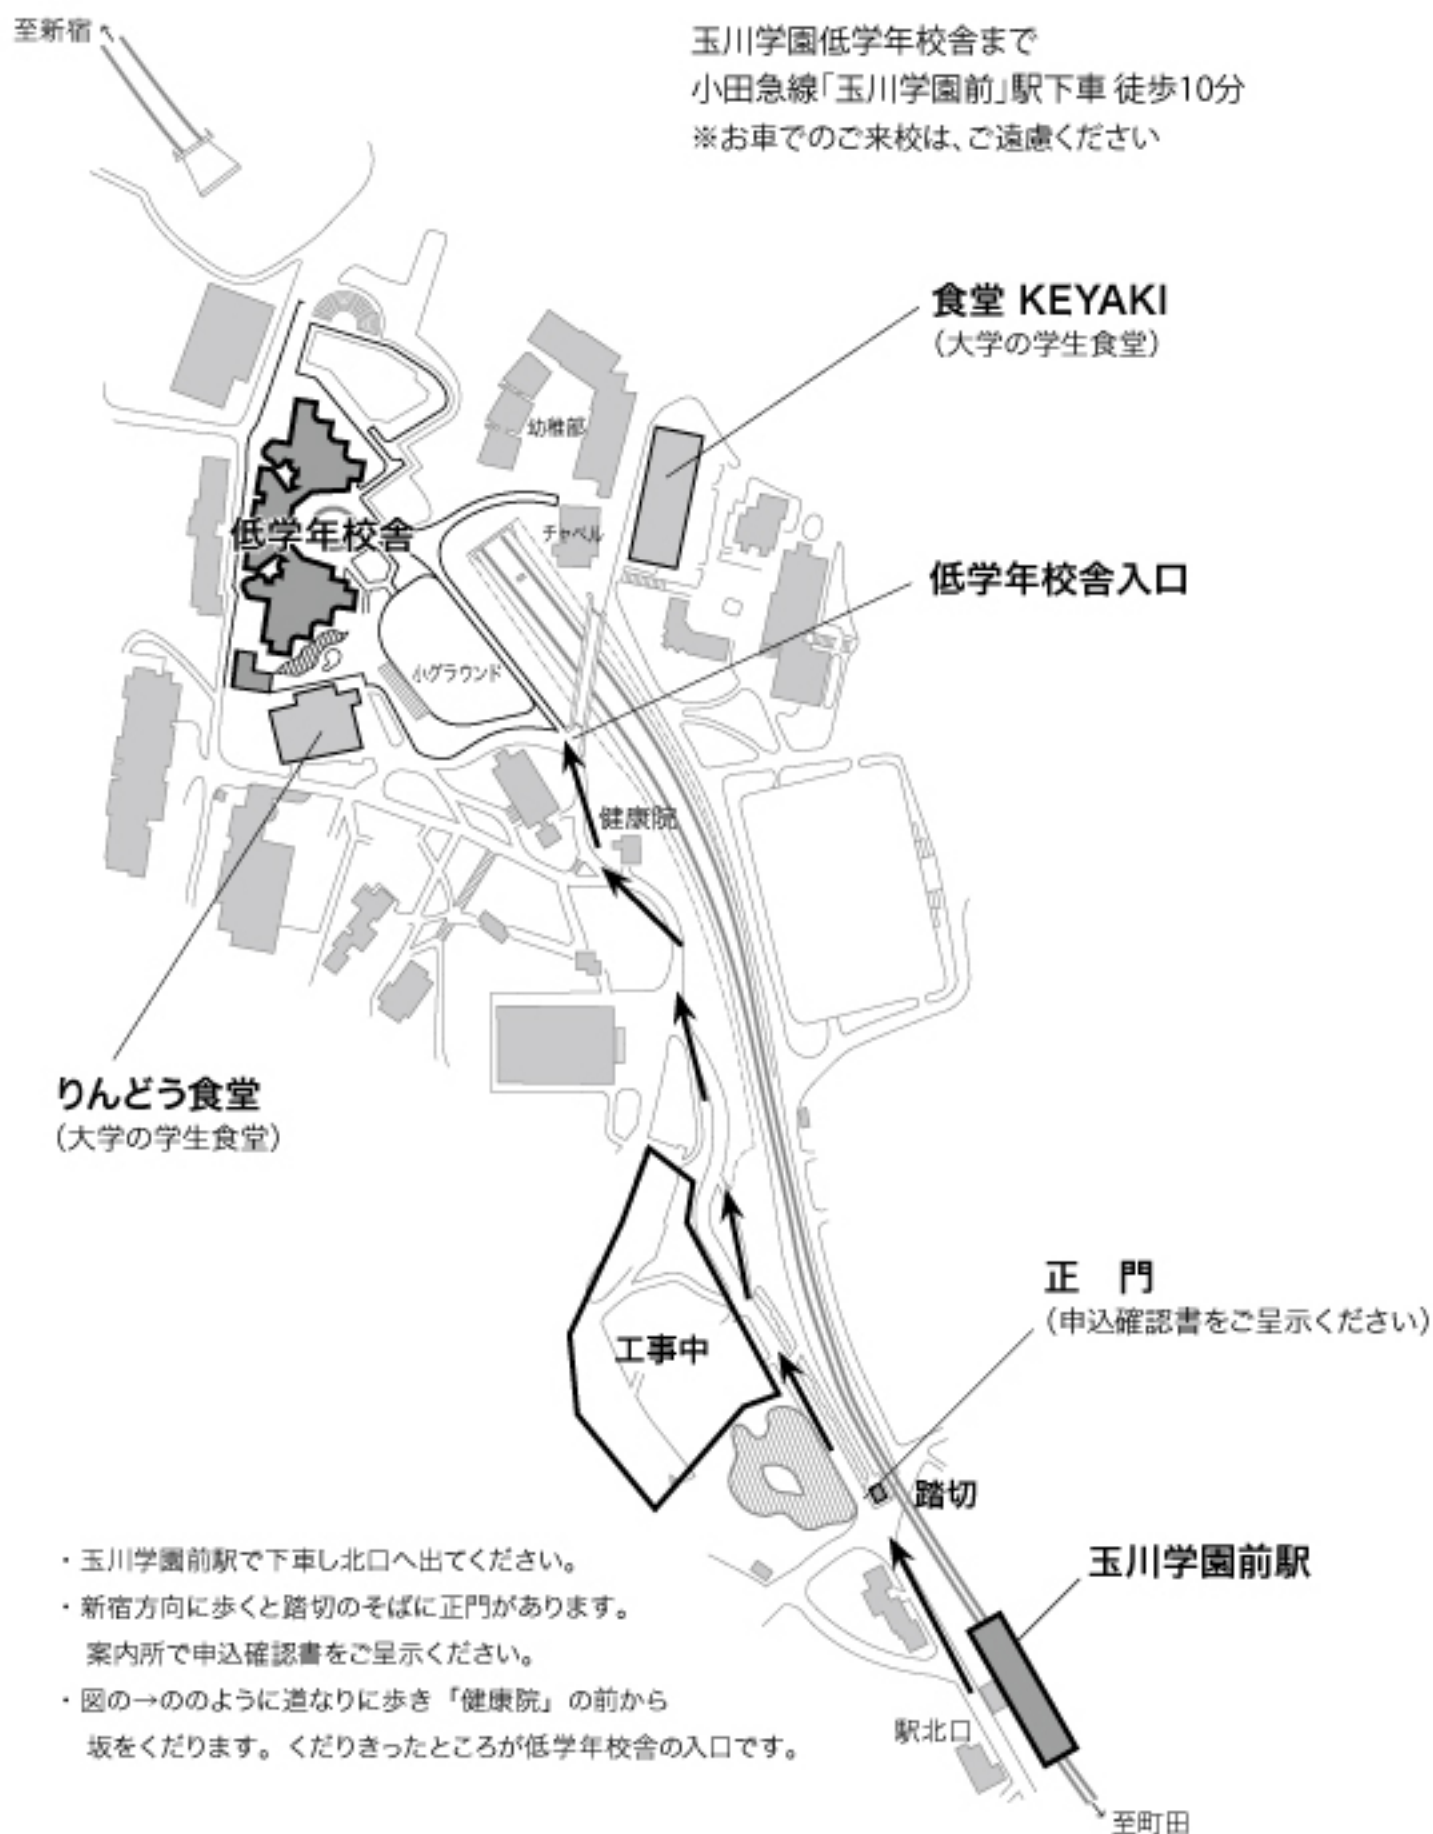 至新宿
玉川学園低学年校舎まで
小田急線「玉川学園前」駅下車 徒歩10分
※お車でのご来校は、ご遠慮ください
食堂 KEYAKI
(大学の学生食堂)
幼稚部
低学年校舎
チャペル
低学年校舎入口
小グラウンド
健康院
りんどう食堂
(大学の学生食堂)
正 門
(申込確認書をご呈示ください)
工事中
踏切
玉川学園前駅
・玉川学園前駅で下車し北口へ出てください。
・新宿方向に歩くと踏切のそばに正門があります。
案内所で申込確認書をご呈示ください。
・図の→ののように道なりに歩き「健康院」の前から
坂をくだります。くだりきったところが低学年校舎の入口です。
駅北口
至町田